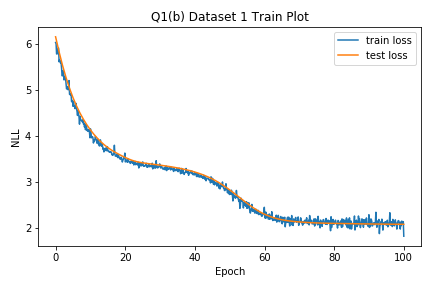 Q1(b) Dataset 1 Train Plot
train loss
test loss
NLL
6
5
4
3
2
0 20 40 60 80 100
Epoch